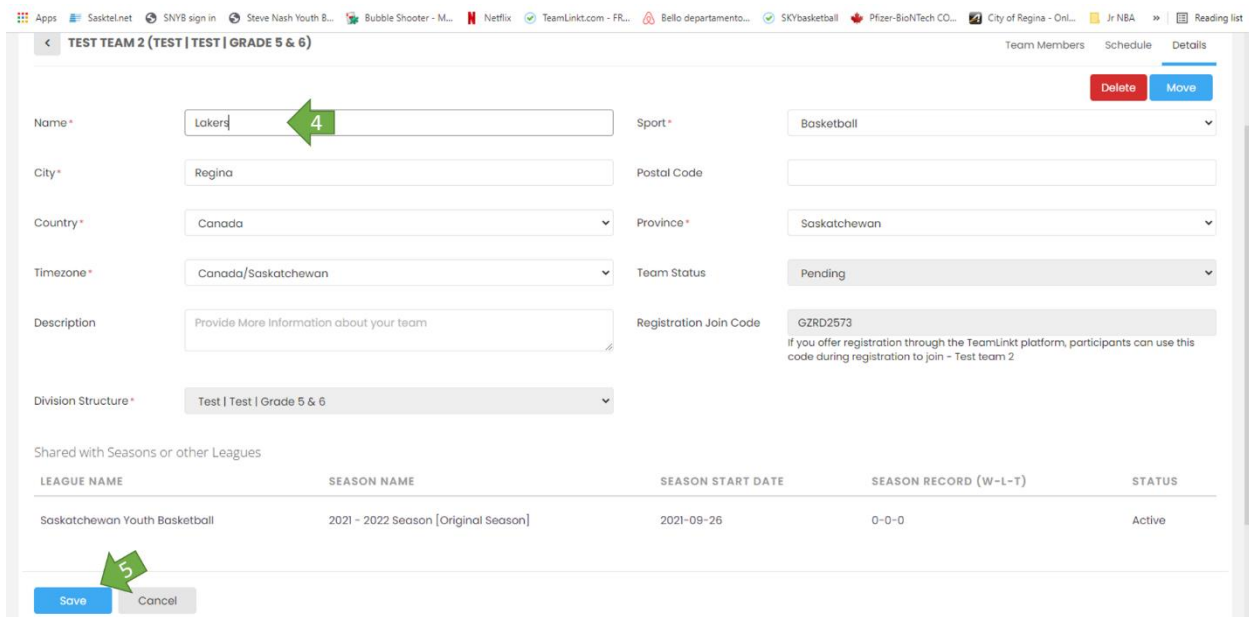 Apps Sasktel.net SNYB sign in Steve Nash Youth B... Bubble Shooter - M... Netflix TeamLinkt.com - FR... Bello departamento... SKYbasketball Pfizer-BioNTech CO... City of Regina - Onl... Jr NBA » Reading list
< TEST TEAM 2 (TEST | TEST | GRADE 5 & 6) Team Members Schedule Details
Delete Move
Name* Lakers 4 Sport* Basketball
City* Regina Postal Code
Country* Canada Province* Saskatchewan
Timezone* Canada/Saskatchewan Team Status Pending
Description Provide More Information about your team Registration Join Code GZRD2573
If you offer registration through the TeamLinkt platform, participants can use this
code during registration to join - Test team 2
Division Structure* Test | Test | Grade 5 & 6
Shared with Seasons or other Leagues
LEAGUE NAME SEASON NAME SEASON START DATE SEASON RECORD (W-L-T) STATUS
Saskatchewan Youth Basketball 2021 - 2022 Season [Original Season] 2021-09-26 0-0-0 Active
5
Save Cancel